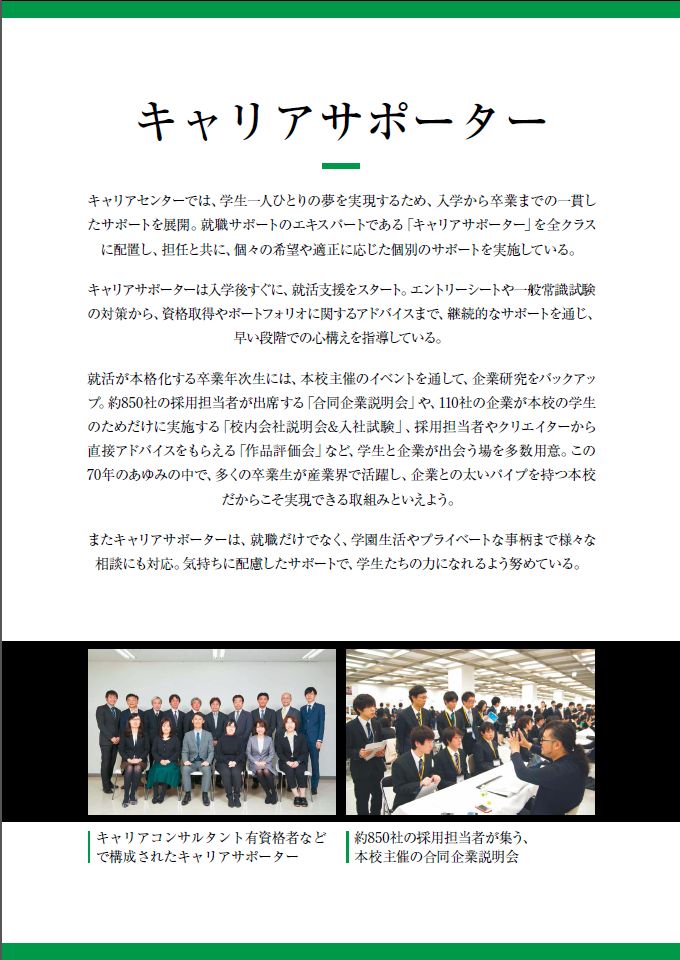 キャリアサポーター
キャリアセンターでは、学生一人ひとりの夢を実現するため、入学から卒業までの一貫し
たサポートを展開。就職サポートのエキスパートである「キャリアサポーター」を全クラス
に配置し、担任と共に、個々の希望や適正に応じた個別のサポートを実施している。
キャリアサポーターは入学後すぐに、就活支援をスタート。エントリーシートや一般常識試験
の対策から、資格取得やポートフォリオに関するアドバイスまで、継続的なサポートを通じ、
早い段階での心構えを指導している。
就活が本格化する卒業年次生には、本校主催のイベントを通して、企業研究をバックアッ
プ。約850社の採用担当者が出席する「合同企業説明会」や、110社の企業が本校の学生
のためだけに実施する「校内会社説明会&入社試験」、採用担当者やクリエイターから
直接アドバイスをもらえる「作品評価会」など、学生と企業が出会う場を多数用意。この
70年のあゆみの中で、多くの卒業生が産業界で活躍し、企業との太いパイプを持つ本校
だからこそ実現できる取組みといえよう。
またキャリアサポーターは、就職だけでなく、学園生活やプライベートな事柄まで様々な
相談にも対応。気持ちに配慮したサポートで、学生たちの力になれるよう努めている。
キャリアコンサルタント有資格者など
で構成されたキャリアサポーター
約850社の採用担当者が集う、
本校主催の合同企業説明会